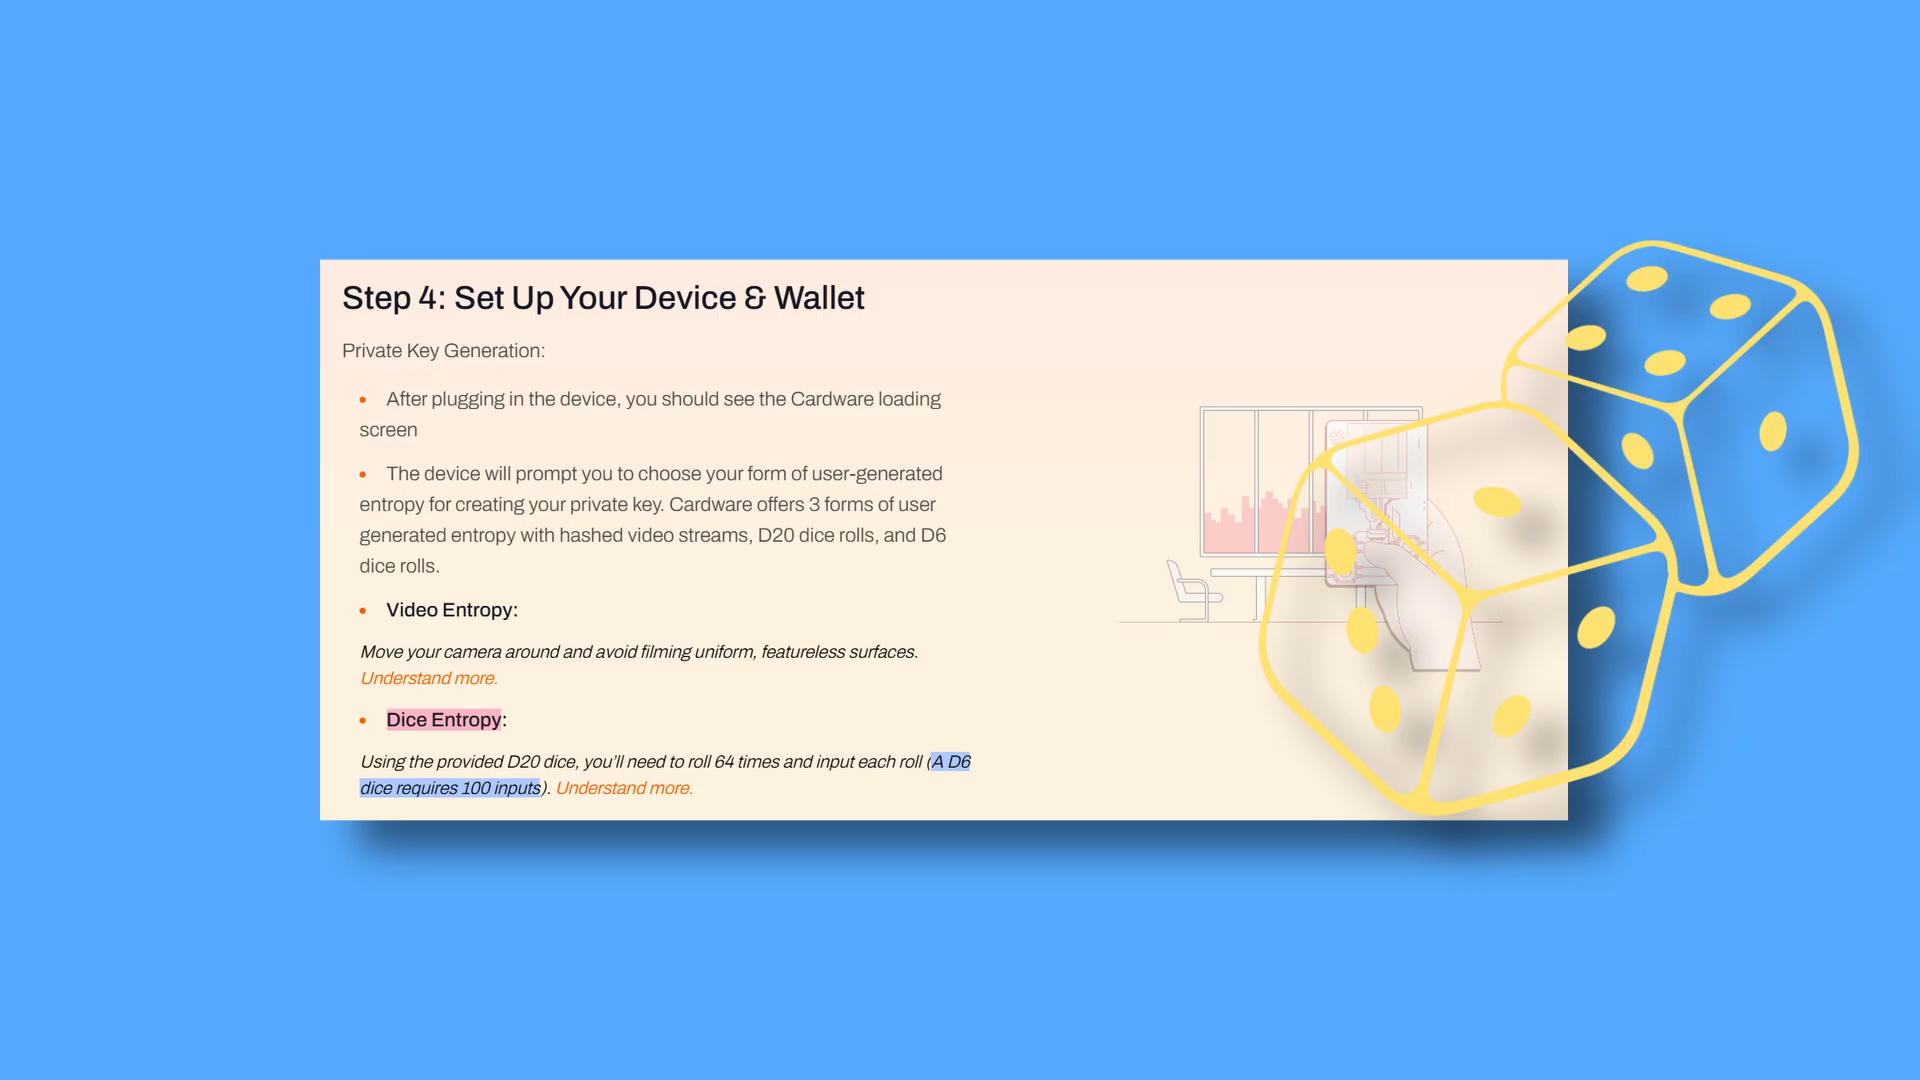 Step 4: Set Up Your Device & Wallet
Private Key Generation:
• After plugging in the device, you should see the Cardware loading
screen
• The device will prompt you to choose your form of user-generated
entropy for creating your private key. Cardware offers 3 forms of user
generated entropy with hashed video streams, D20 dice rolls, and D6
dice rolls.
• Video Entropy:
Move your camera around and avoid filming uniform, featureless surfaces.
Understand more.
• Dice Entropy:
Using the provided D20 dice, you’ll need to roll 64 times and input each roll (A D6
dice requires 100 inputs). Understand more.